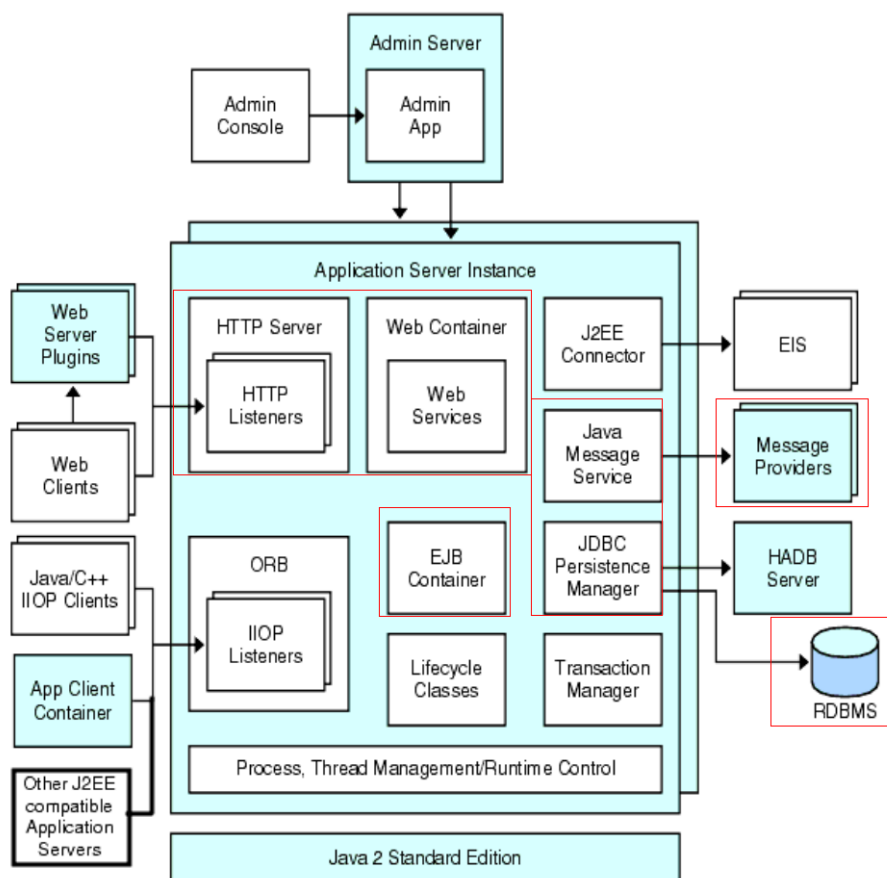 Admin Server
Admin
Console
Admin
App
Application Server Instance
Web
Server
Plugins
HTTP Server
HTTP
Listeners
Web Container
Web
Services
J2EE
Connector
EIS
Web
Clients
Java
Message
Service
Message
Providers
Java/C++
IIOP Clients
ORB
IIOP
Listeners
EJB
Container
JDBC
Persistence
Manager
HADB
Server
App Client
Container
Lifecycle
Classes
Transaction
Manager
RDBMS
Other J2EE
compatible
Application
Servers
Process, Thread Management/Runtime Control
Java 2 Standard Edition